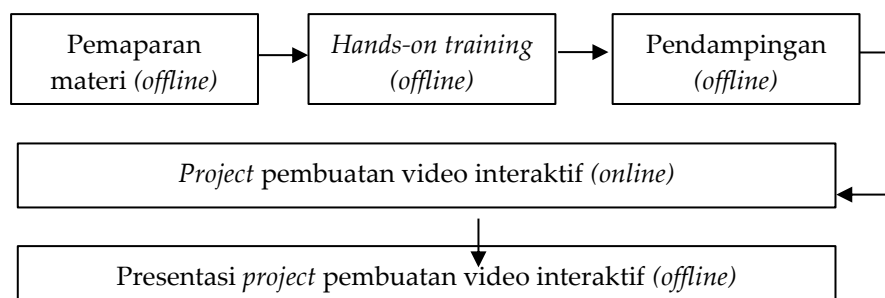 Pemaparan
materi (offline)
Hands-on training
(offline)
Pendampingan
(offline)
Project pembuatan video interaktif (online)
Presentasi project pembuatan video interaktif (offline)